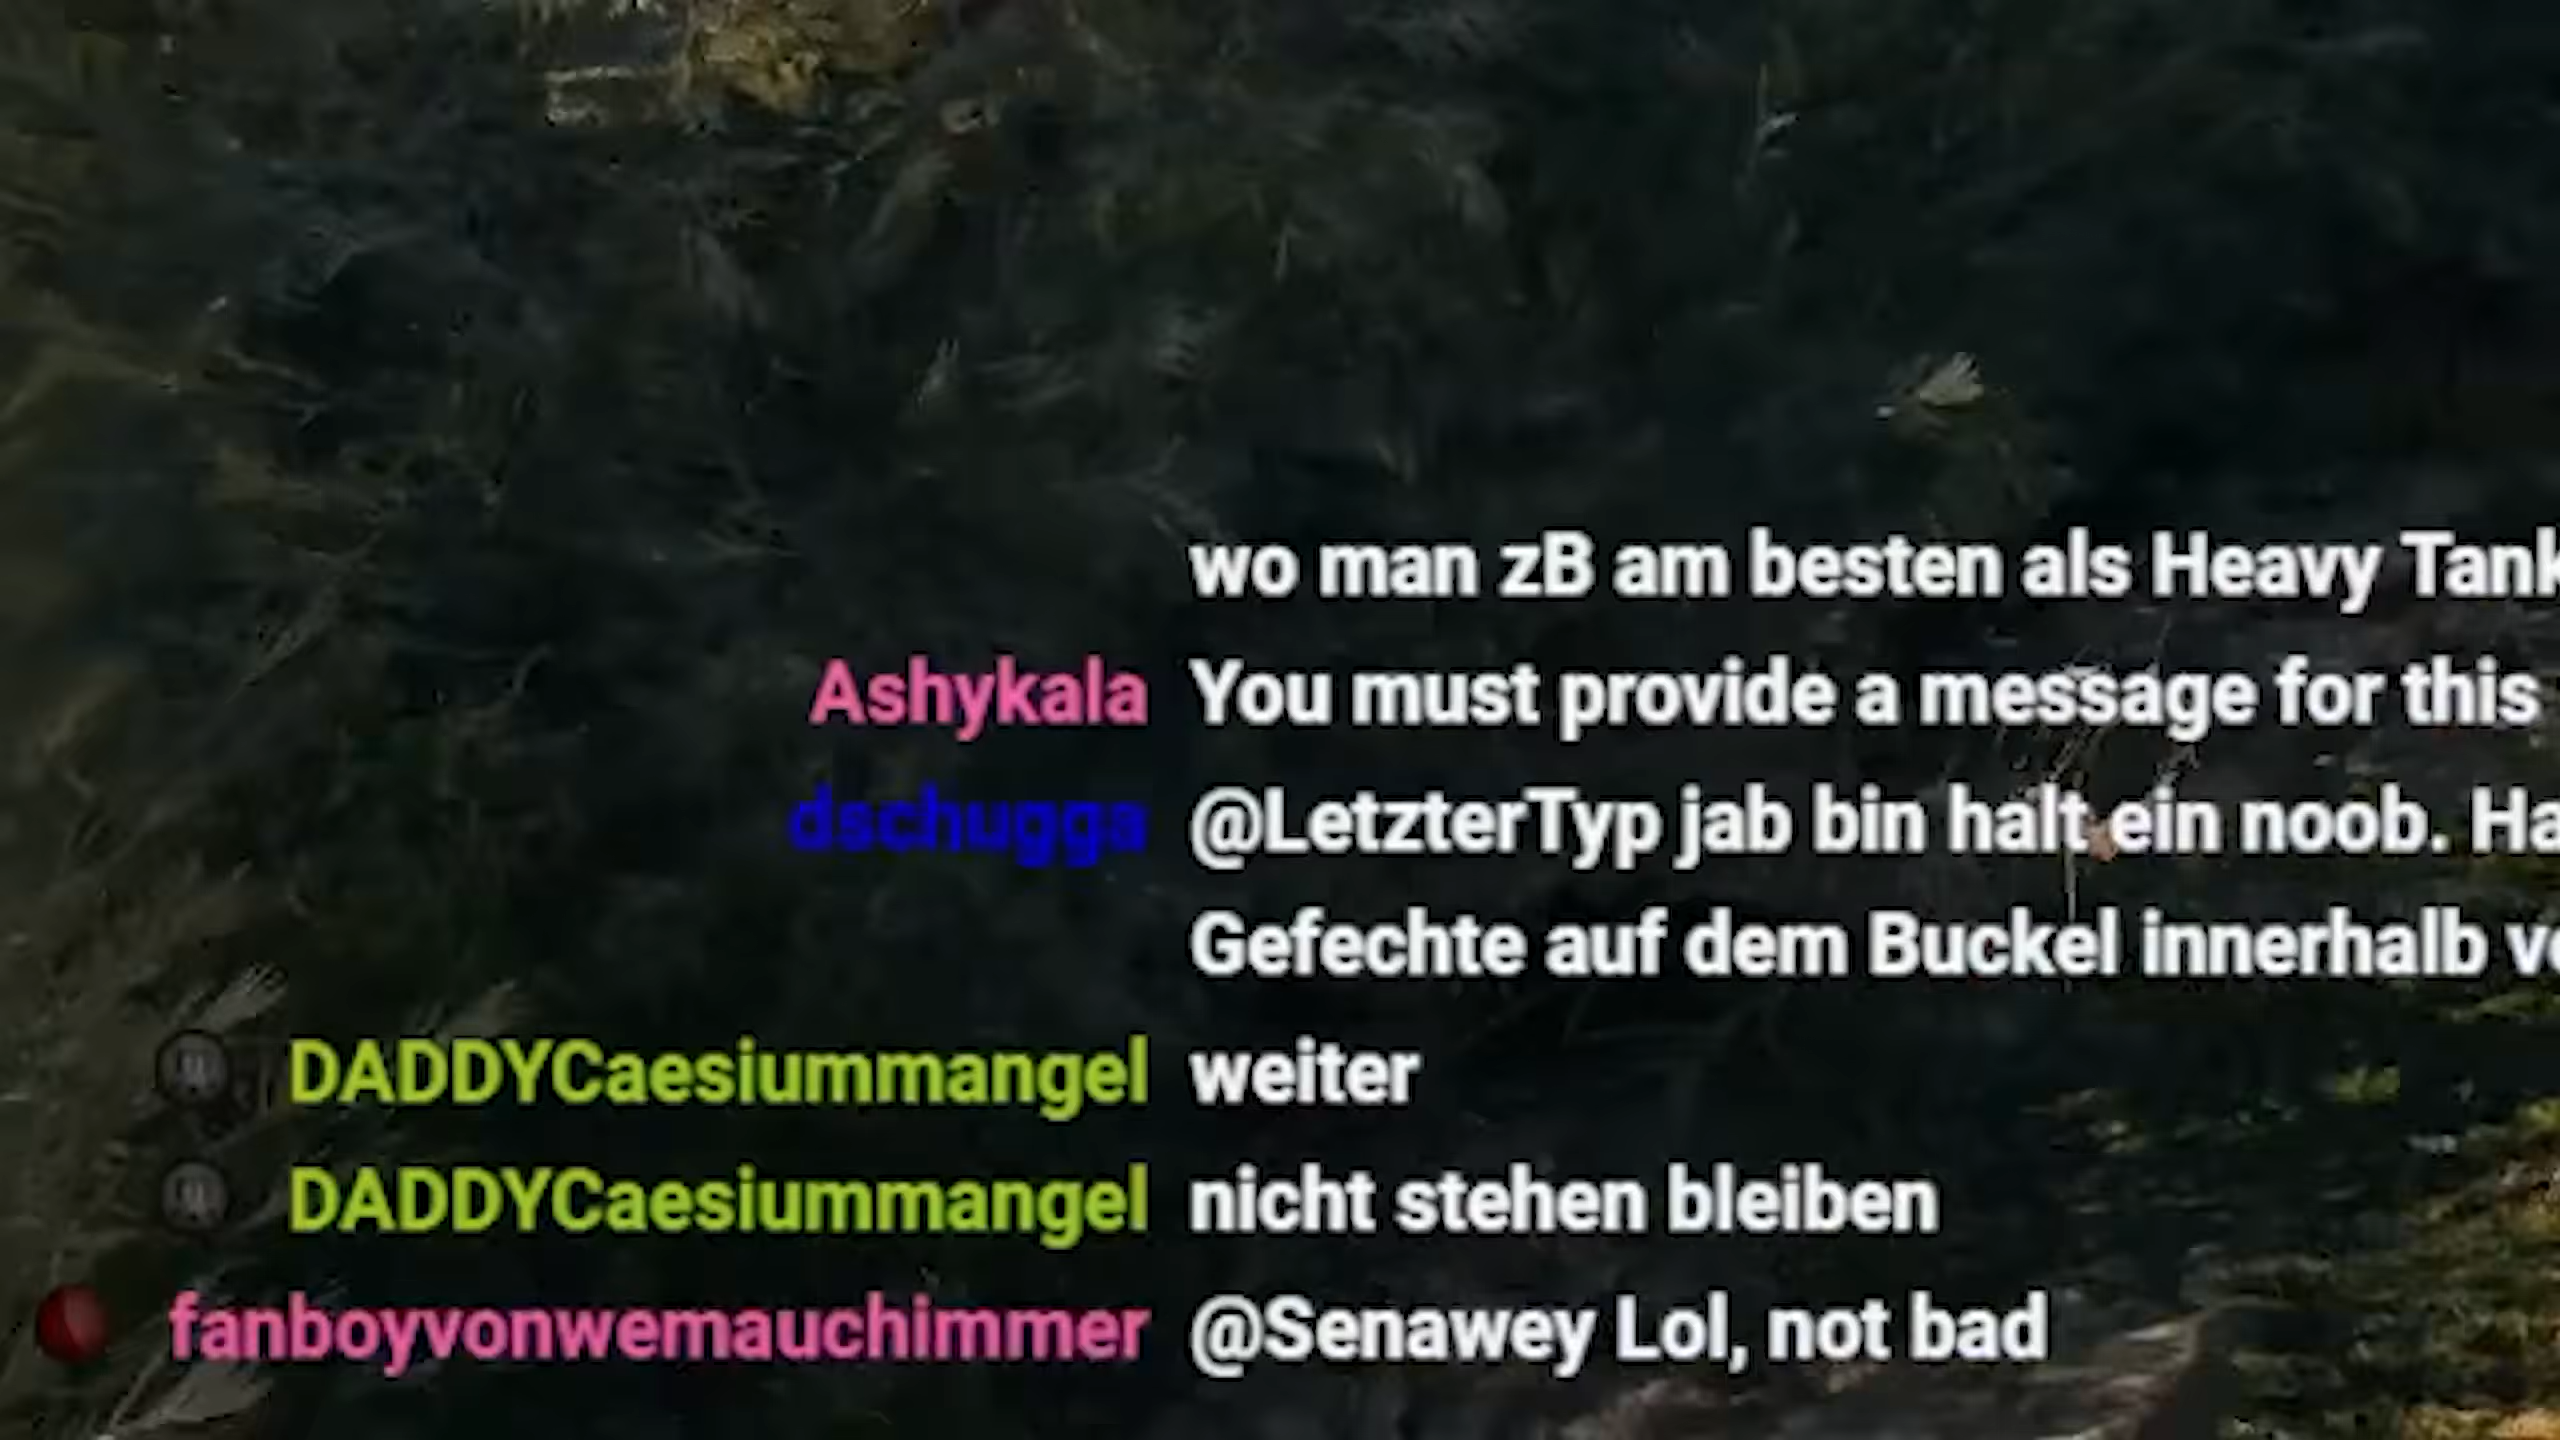 wo man zB am besten als Heavy Tank
Ashykala You must provide a message for this
dschugga @LetzterTyp jab bin halt ein noob. Ha
Gefechte auf dem Buckel innerhalb
DADDYCaesiummangel weiter
DADDYCaesiummangel nicht stehen bleiben
fanboyvonwemauchimmer @Senawey Lol, not bad